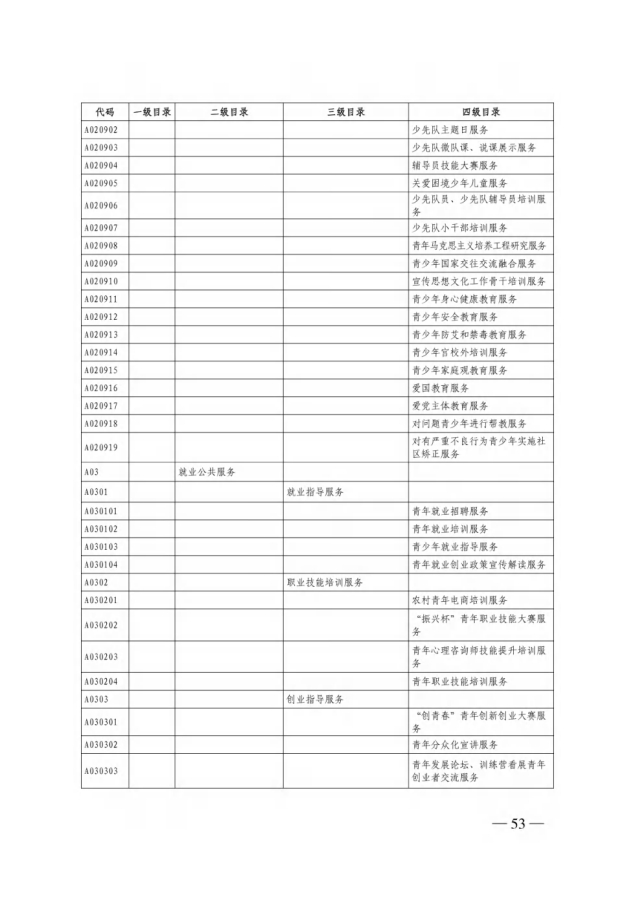 代码 一级目录 二级目录 三级目录 四级目录
A020902 少先队主题日服务
A020903 少先队微队课、说课展示服务
A020904 辅导员技能大赛服务
A020905 关爱困境少年儿童服务
A020906 少先队员、少先队辅导员培训服
务
A020907 少先队小干部培训服务
A020908 青年马克思主义培养工程研究服务
A020909 青少年国家交往交流融合服务
A020910 宣传思想文化工作骨干培训服务
A020911 青少年身心健康教育服务
A020912 青少年安全教育服务
A020913 青少年防艾和禁毒教育服务
A020914 青少年宫校外培训服务
A020915 青少年家庭观教育服务
A020916 爱国教育服务
A020917 爱党主体教育服务
A020918 对问题青少年进行帮教服务
A020919 对有严重不良行为青少年实施社
区矫正服务
A03 就业公共服务
A0301 就业指导服务
A030101 青年就业招聘服务
A030102 青年就业培训服务
A030103 青少年就业指导服务
A030104 青年就业创业政策宣传解读服务
A0302 职业技能培训服务
A030201 农村青年电商培训服务
A030202 “振兴杯”青年职业技能大赛服
务
A030203 青年心理咨询师技能提升培训服
务
A030204 青年职业技能培训服务
A0303 创业指导服务
A030301 “创青春”青年创新创业大赛服
务
A030302 青年分众化宣讲服务
A030303 青年发展论坛、训练营看展青年
创业者交流服务
— 53 —